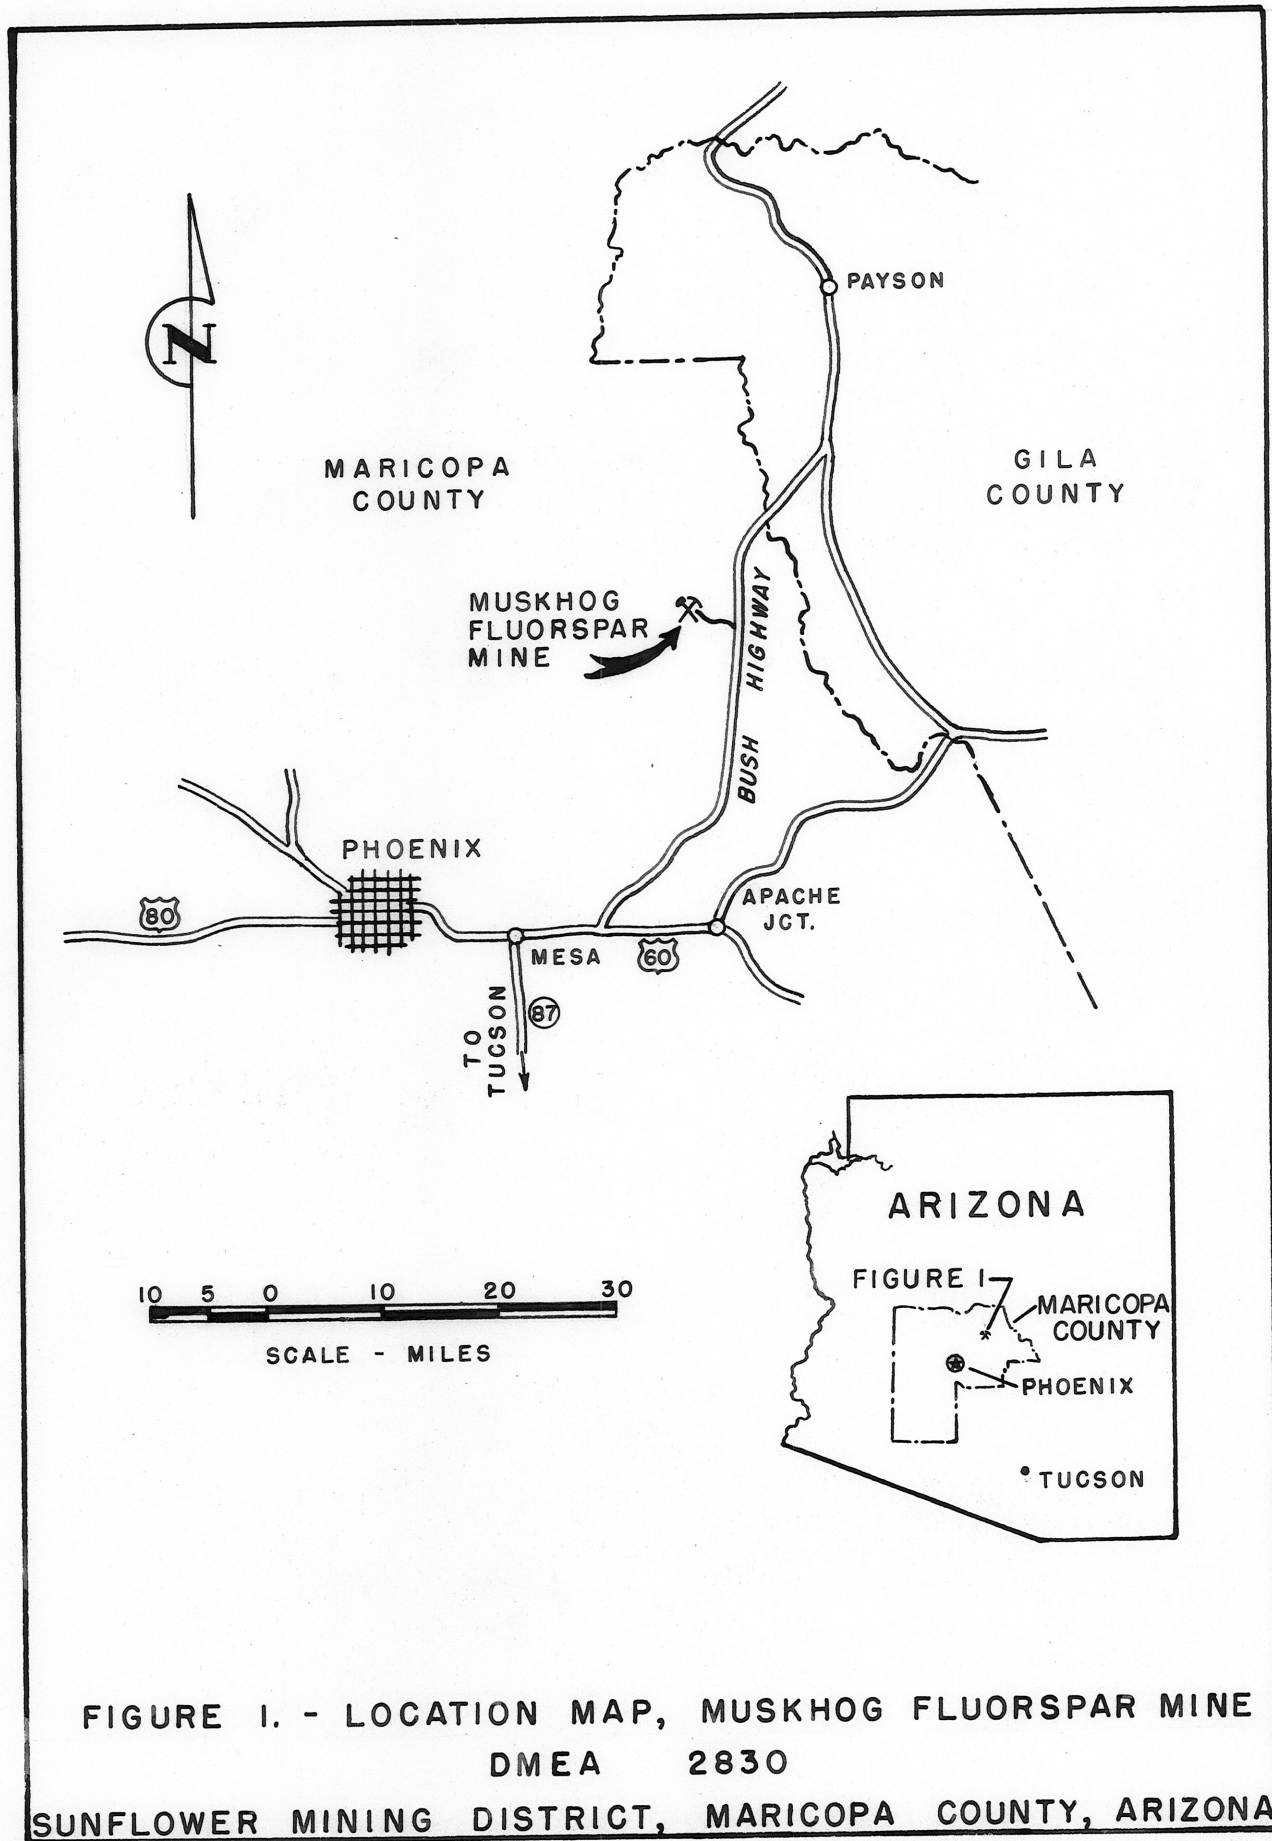 PAYSON
N
MARICOPA
COUNTY
GILA
COUNTY
MUSKHOG
FLUORSPAR
MINE
BUSH HIGHWAY
PHOENIX
80
APACHE
JCT.
MESA
60
87
TO
TUCSON
ARIZONA
FIGURE 1
MARICOPA
COUNTY
PHOENIX
TUCSON
10 5 0 10 20 30
SCALE - MILES
FIGURE 1. - LOCATION MAP, MUSKHOG FLUORSPAR MINE
DMEA 2830
SUNFLOWER MINING DISTRICT, MARICOPA COUNTY, ARIZONA